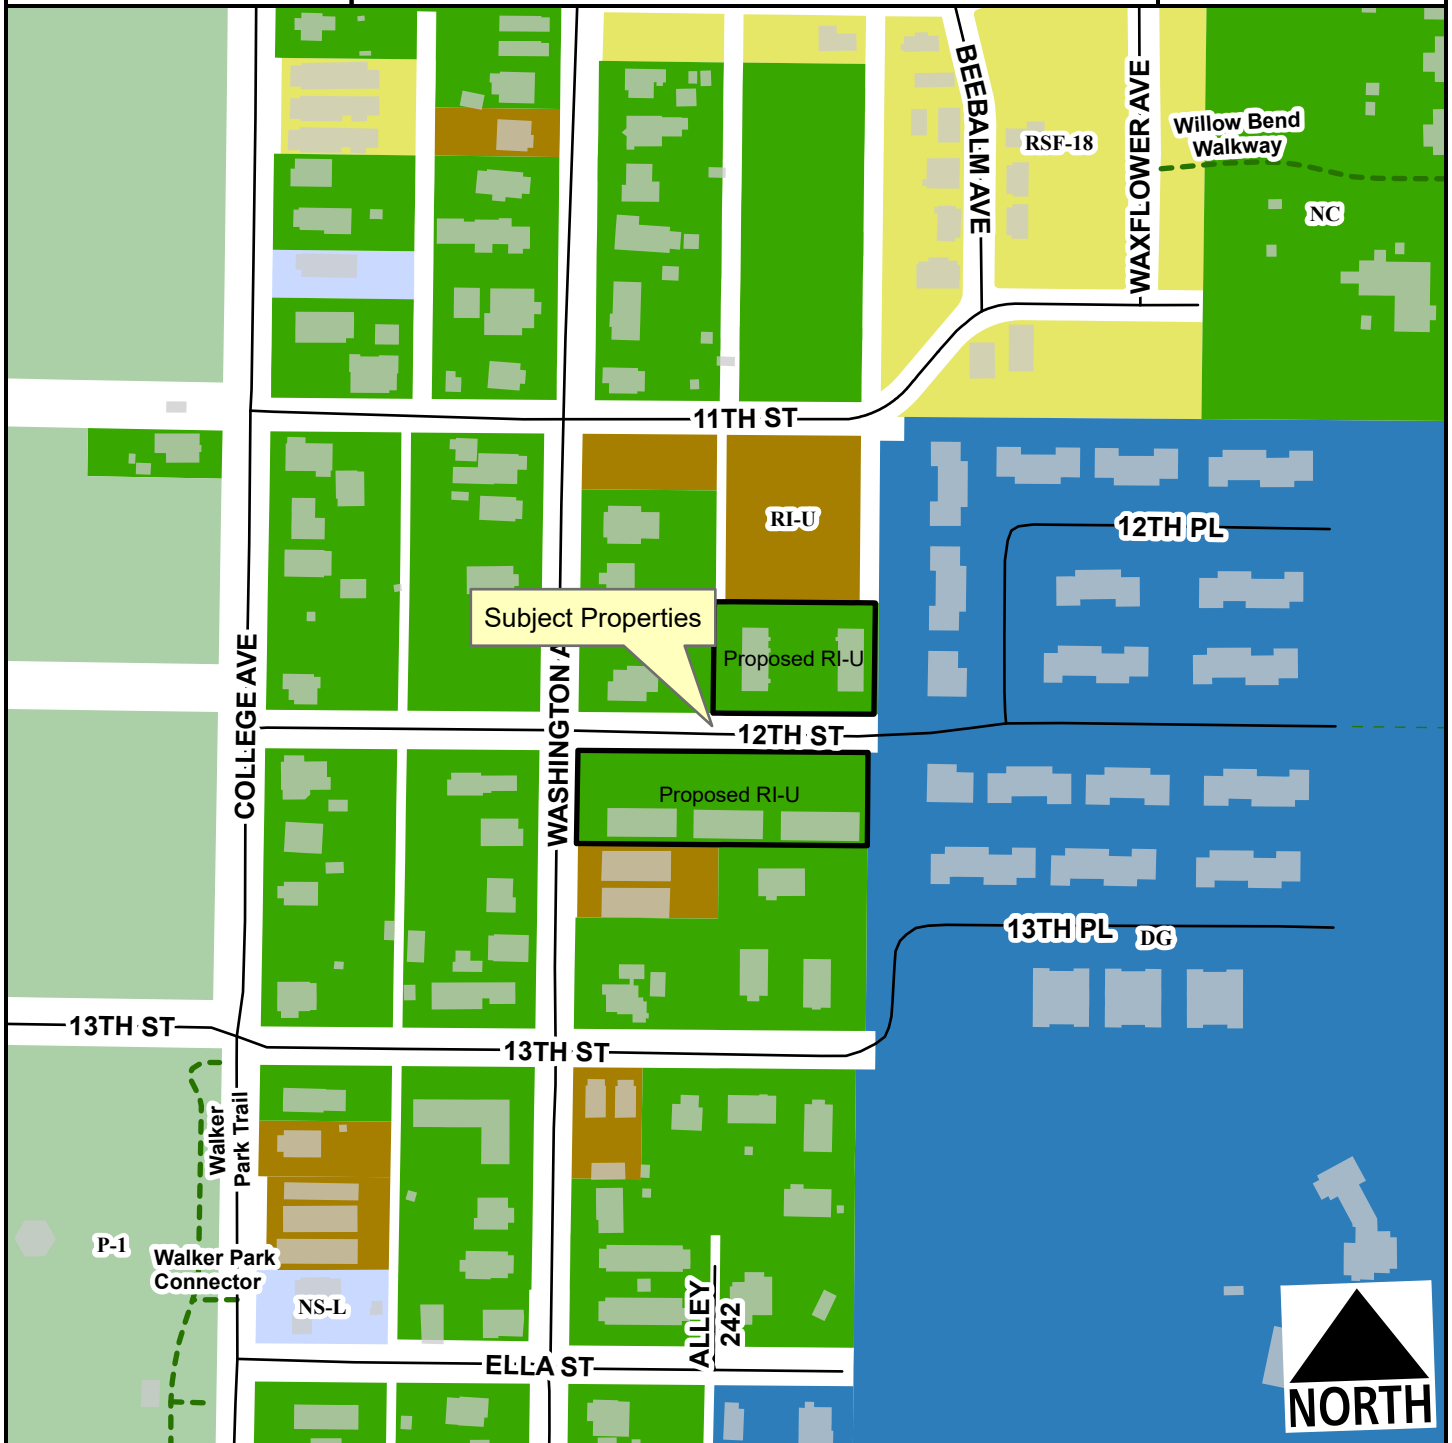 BEEBALM AVE
WAXFLOWER AVE
Willow Bend
Walkway
RSF-18
NC
11TH ST
RI-U
12TH PL
Subject Properties
Proposed RI-U
COLLEGE AVE
WASHINGTON A
12TH ST
WASHINGTON AVE
Proposed RI-U
13TH PL
DG
13TH ST
13TH ST
Walker
Park Trail
P-1
Walker Park
Connector
NS-L
ALLEY
242
ELLA ST
NORTH